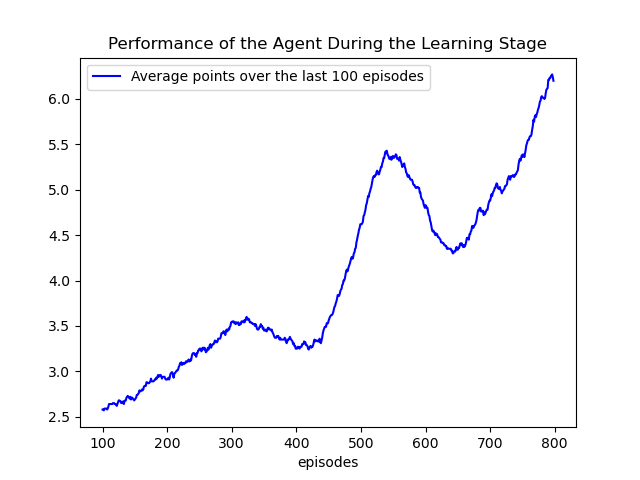 Performance of the Agent During the Learning Stage
Average points over the last 100 episodes
6.0
5.5
5.0
4.5
4.0
3.5
3.0
2.5
100 200 300 400 500 600 700 800
episodes